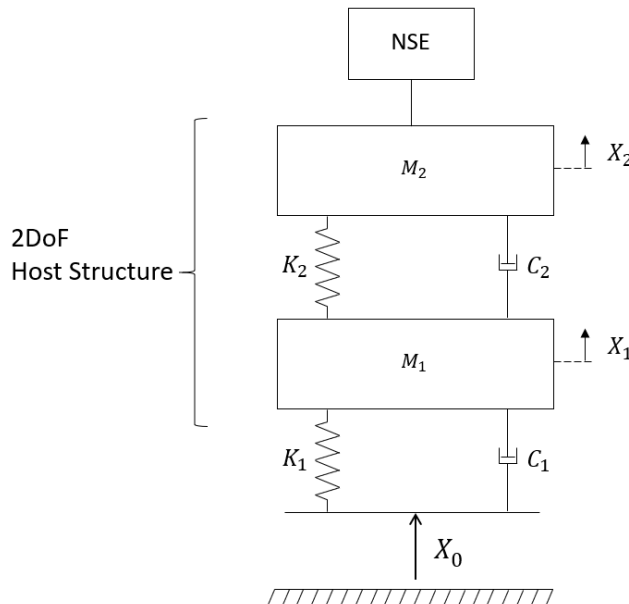 NSE
M₂
X₂
2DoF
Host Structure
K₂
C₂
M₁
X₁
K₁
C₁
X₀